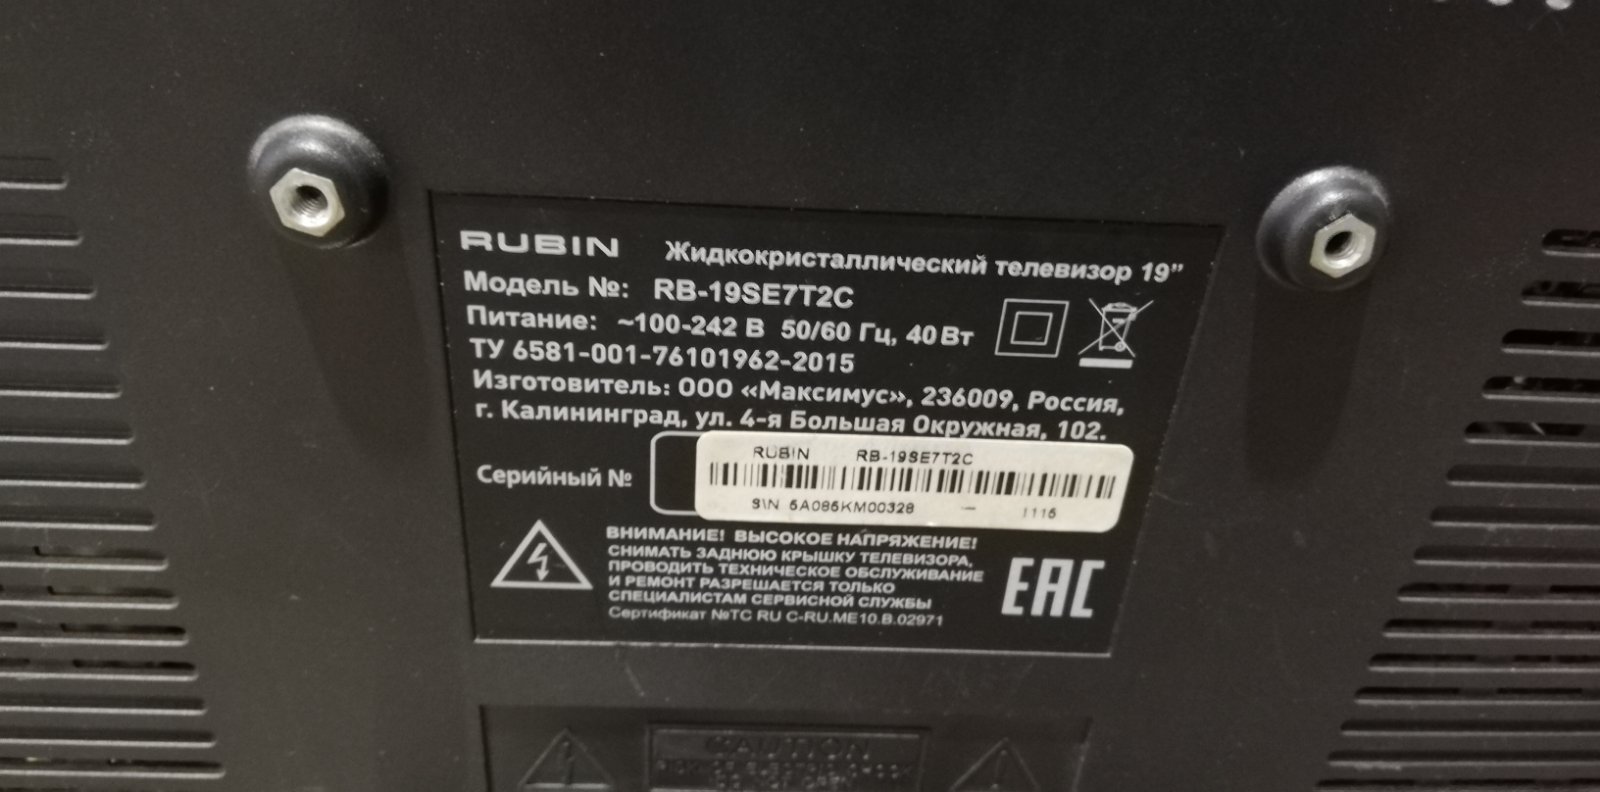 RUBIN Жидкокристаллический телевизор 19”
Модель №: RB-19SE7T2C
Питание: ~100-242 В 50/60 Гц, 40 Вт
ТУ 6581-001-76101962-2015
Изготовитель: ООО «Максимус», 236009, Россия,
г. Калининград, ул. 4-я Большая Окружная, 102.
RUBIN RB-19SE7T2C
Серийный №
S\N 5A085KM00328 – 1115
ВНИМАНИЕ! ВЫСОКОЕ НАПРЯЖЕНИЕ!
СНИМАТЬ ЗАДНЮЮ КРЫШКУ ТЕЛЕВИЗОРА,
ПРОВОДИТЬ ТЕХНИЧЕСКОЕ ОБСЛУЖИВАНИЕ
И РЕМОНТ РАЗРЕШАЕТСЯ ТОЛЬКО
СПЕЦИАЛИСТАМ СЕРВИСНОЙ СЛУЖБЫ
Сертификат №ТС RU C-RU.ME10.B.02971
EAC
CAUTION